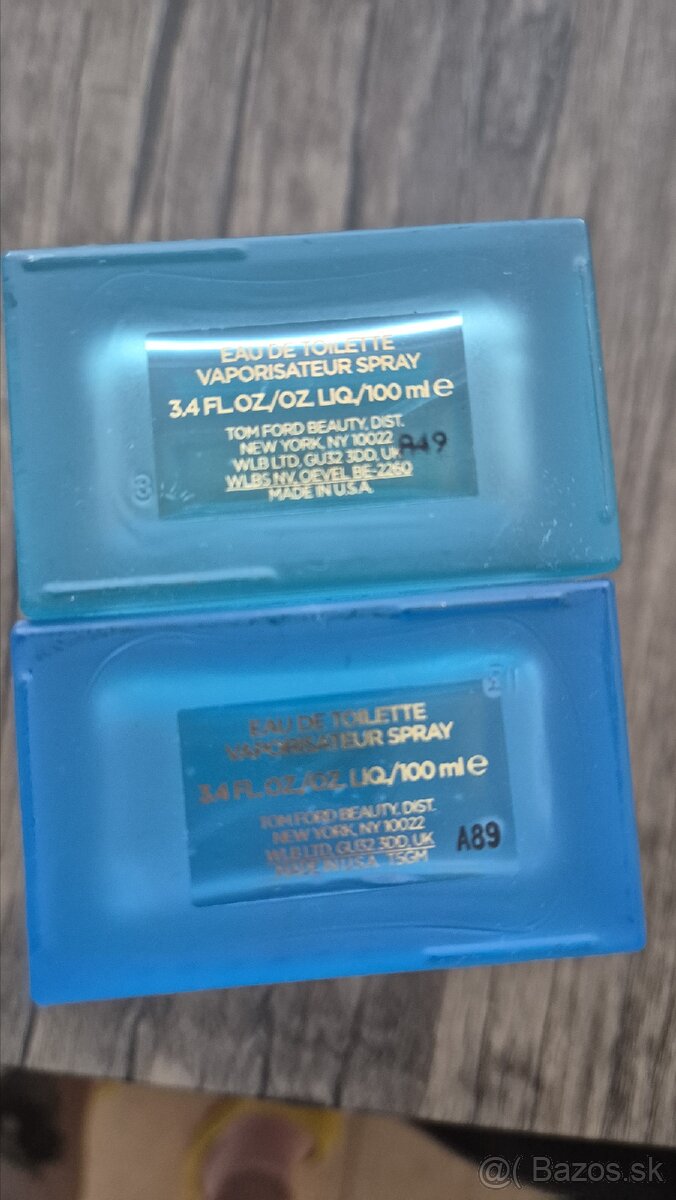 EAU DE TOILETTE
VAPORISATEUR SPRAY
3.4 FL.OZ./OZ. LIQ./100 ml e
TOM FORD BEAUTY, DIST.
NEW YORK, NY 10022 A49
WLB LTD, GU32 3DD, UK
WLBS NV, OEVEL BE-2260
MADE IN U.S.A.
3
EAU DE TOILETTE
VAPORISATEUR SPRAY
3.4 FL.OZ./OZ. LIQ./100 ml e
TOM FORD BEAUTY, DIST.
NEW YORK, NY 10022
WLB LTD, GU32 3DD, UK A89
MADE IN U.S.A. T5GM
@( Bazos.sk